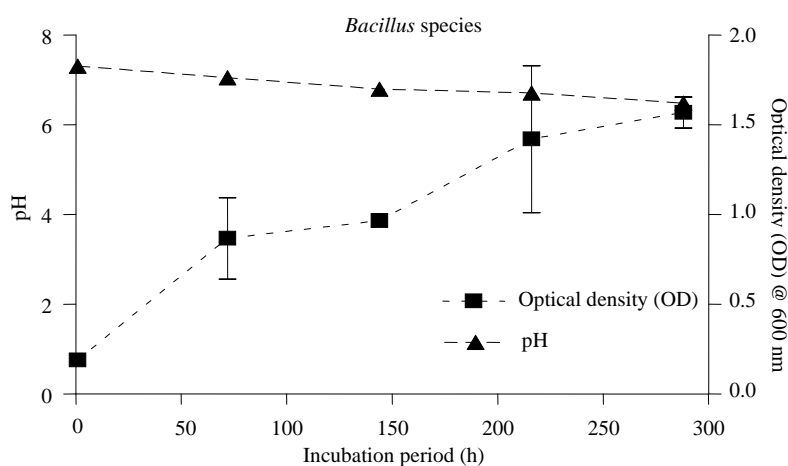 Bacillus species
8
6
4
2
0
pH
2.0
1.5
1.0
0.5
0.0
Optical density (OD) @ 600 nm
Optical density (OD)
pH
0
50
100
150
200
250
300
Incubation period (h)